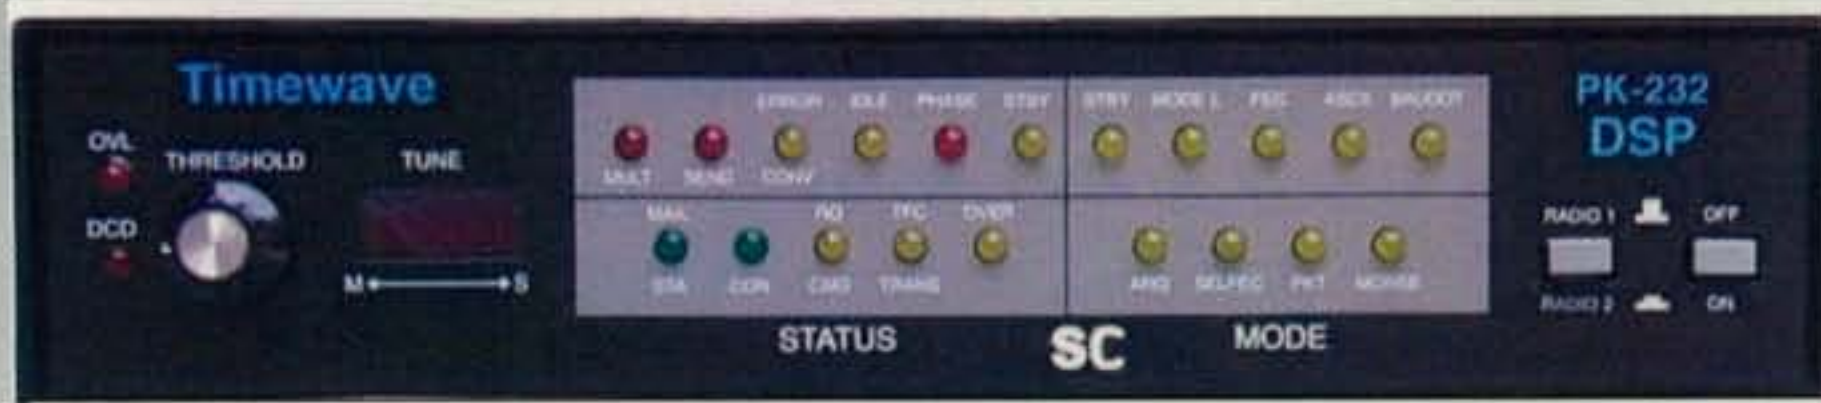 Timewave
PK-232
DSP
OVL
THRESHOLD
TUNE
DCD
M S
ERROR IDLE PHASE STBY STBY MODE L FEC ASCII BAUDOT
MULT SEND CONV
MAIL RQ TFC OVER
STA CON CMD TRANS
ARQ SELFEC PKT MORSE
STATUS SC MODE
RADIO 1 OFF
RADIO 2 ON